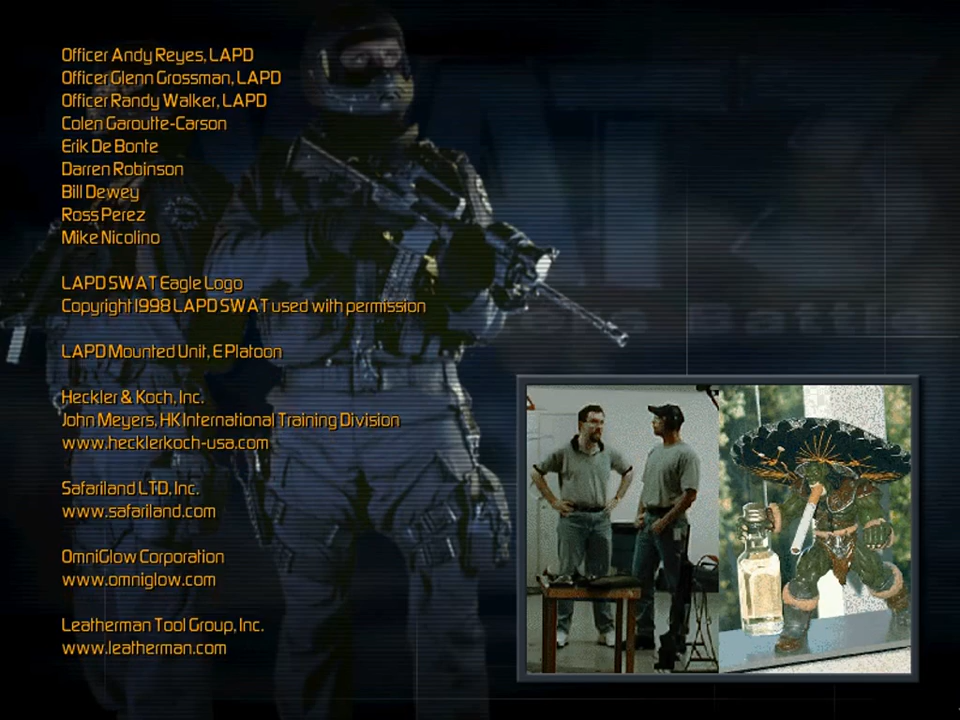 Officer Andy Reyes, LAPD
Officer Glenn Grossman, LAPD
Officer Randy Walker, LAPD
Colen Garoutte-Carson
Erik De Bonte
Darren Robinson
Bill Dewey
Ross Perez
Mike Nicolino
LAPD SWAT Eagle Logo
Copyright 1998 LAPD SWAT used with permission
LAPD Mounted Unit, E Platoon
Heckler & Koch, Inc.
John Meyers, HK International Training Division
www.hecklerkoch-usa.com
Safariland LTD, Inc.
www.safariland.com
OmniGlow Corporation
www.omniglow.com
Leatherman Tool Group, Inc.
www.leatherman.com